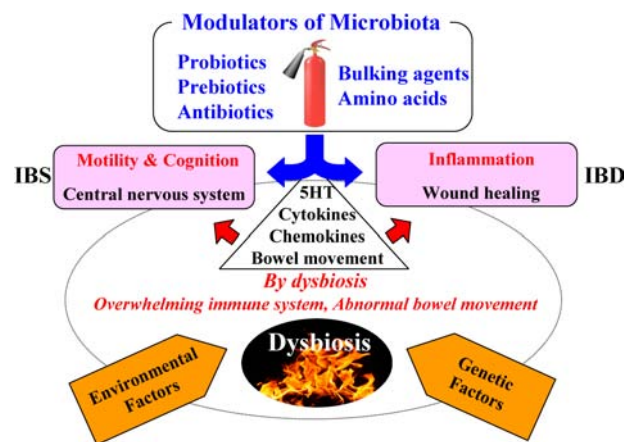 Modulators of Microbiota
Probiotics
Prebiotics
Antibiotics
Bulking agents
Amino acids
IBS
Motility & Cognition
Central nervous system
Inflammation
Wound healing
IBD
5HT
Cytokines
Chemokines
Bowel movement
By dysbiosis
Overwhelming immune system, Abnormal bowel movement
Dysbiosis
Environmental
Factors
Genetic
Factors